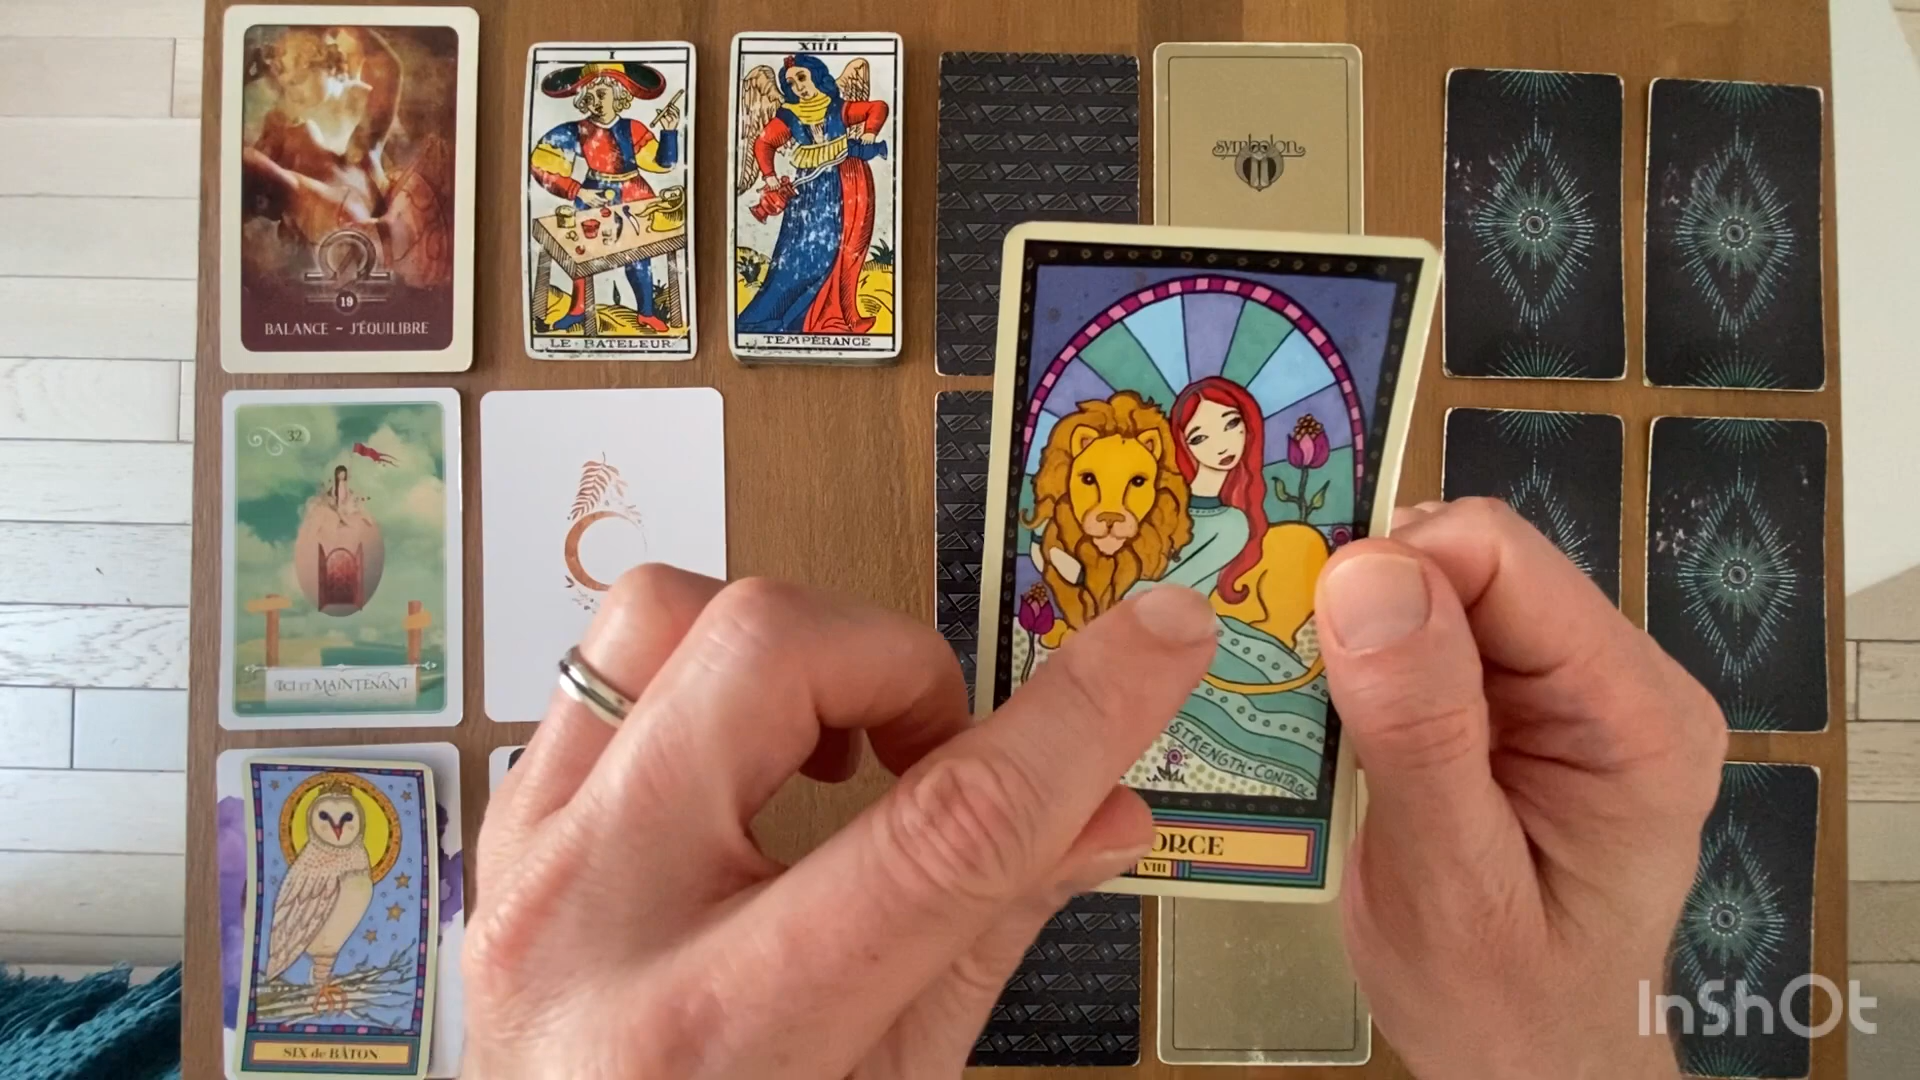 19
BALANCE ~ J'ÉQUILIBRE
I
LE·BATELEUR
XIIII
TEMPÉRANCE
symbolon
32
ICI ET MAINTENANT
SIX de BÂTON
STRENGTH·CONTROL·
ORCE
VIII
InShOt